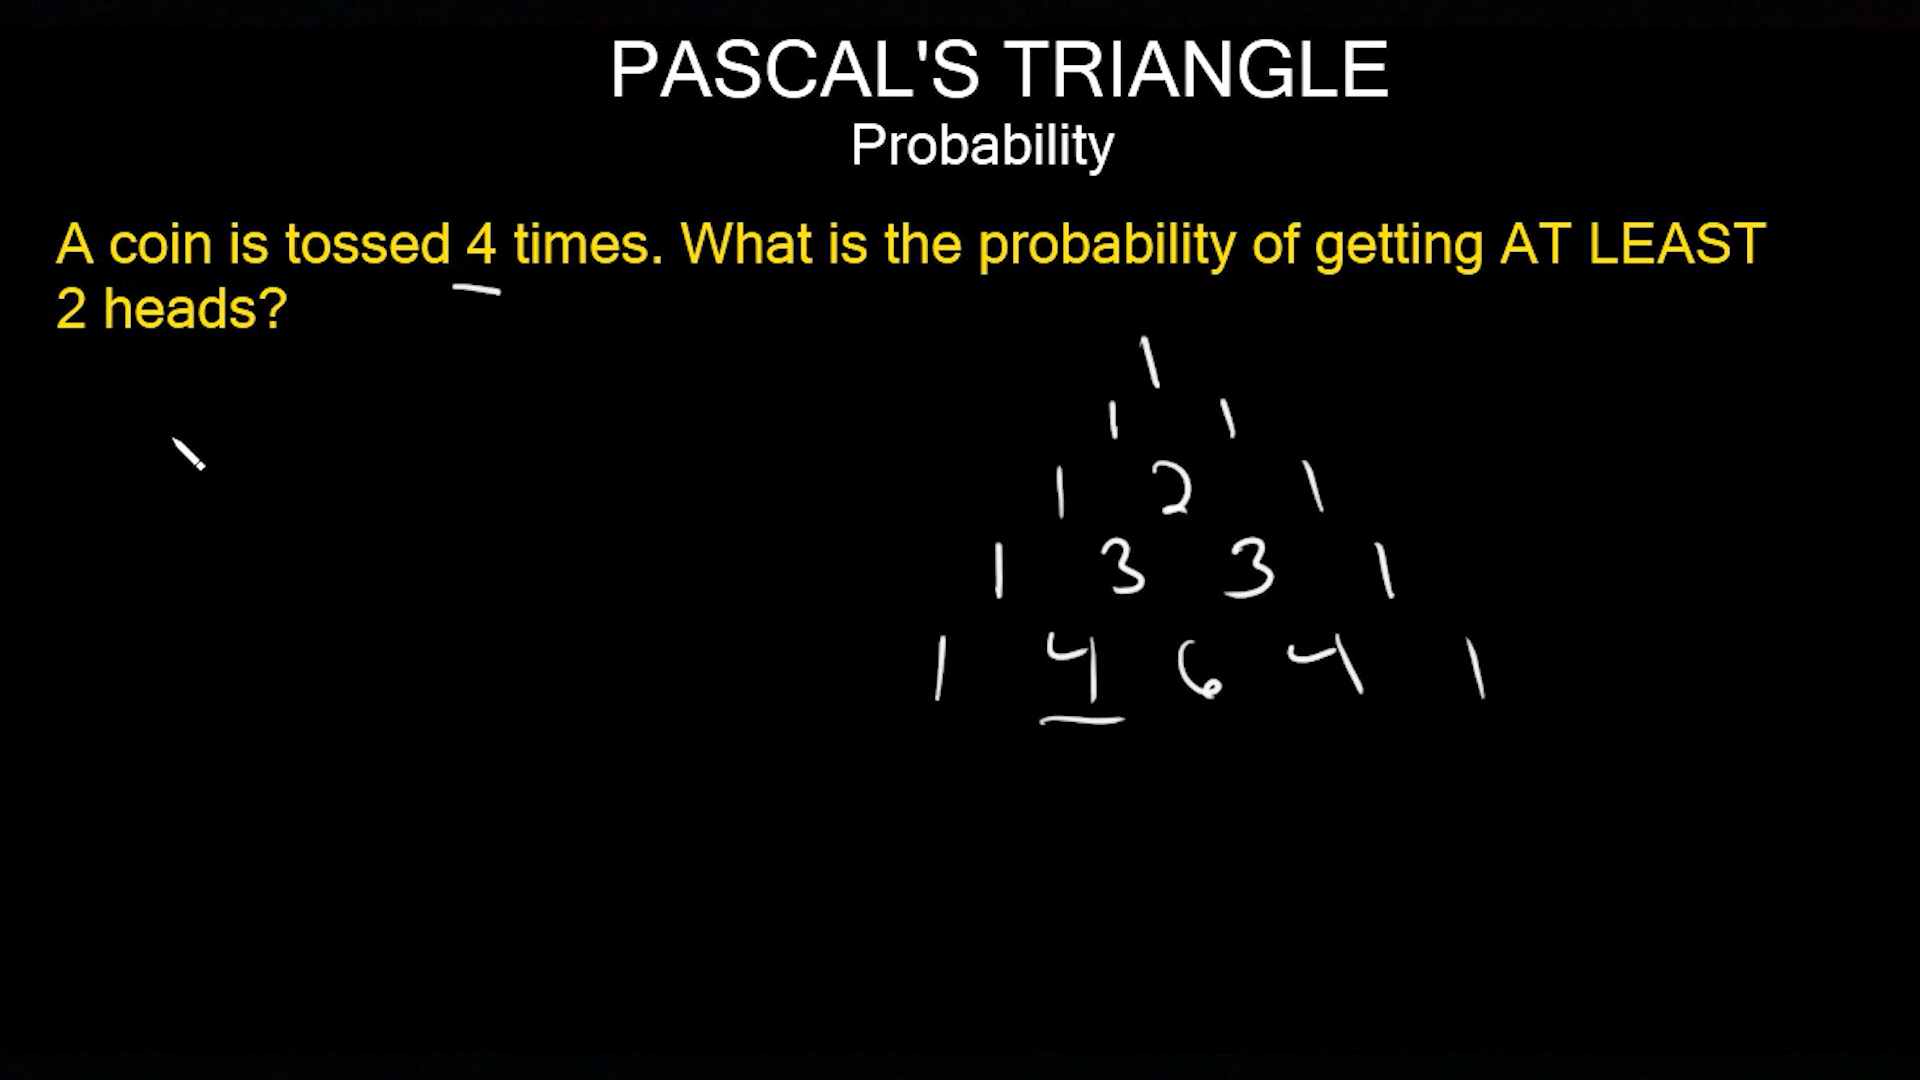 PASCAL'S TRIANGLE
Probability
A coin is tossed 4 times. What is the probability of getting AT LEAST
2 heads?
1
1 1
1 2 1
1 3 3 1
1 4 6 4 1